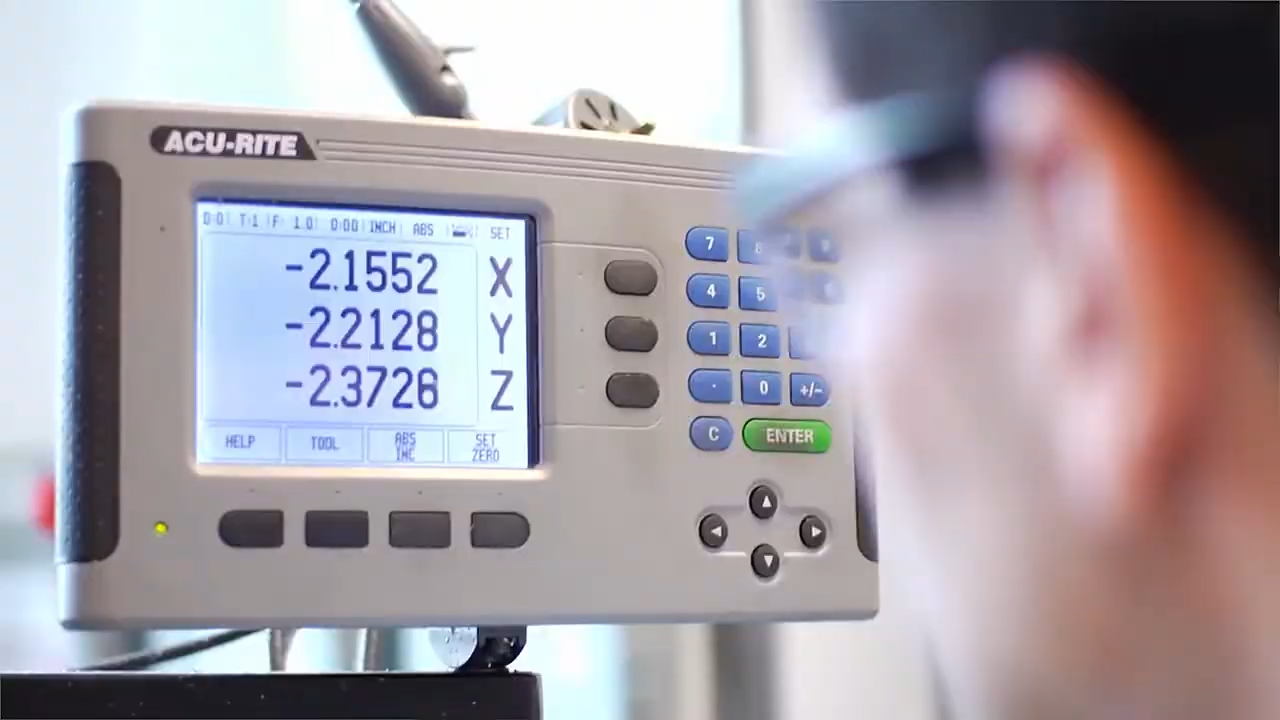 ACU-RITE
D:0 T:1 F: 1.0 0:00 INCH ABS SET
-2.1552 X
-2.2128 Y
-2.3726 Z
HELP TOOL ABS INC SET ZERO
7 8 9
4 5
1 2
. 0 +/-
C ENTER